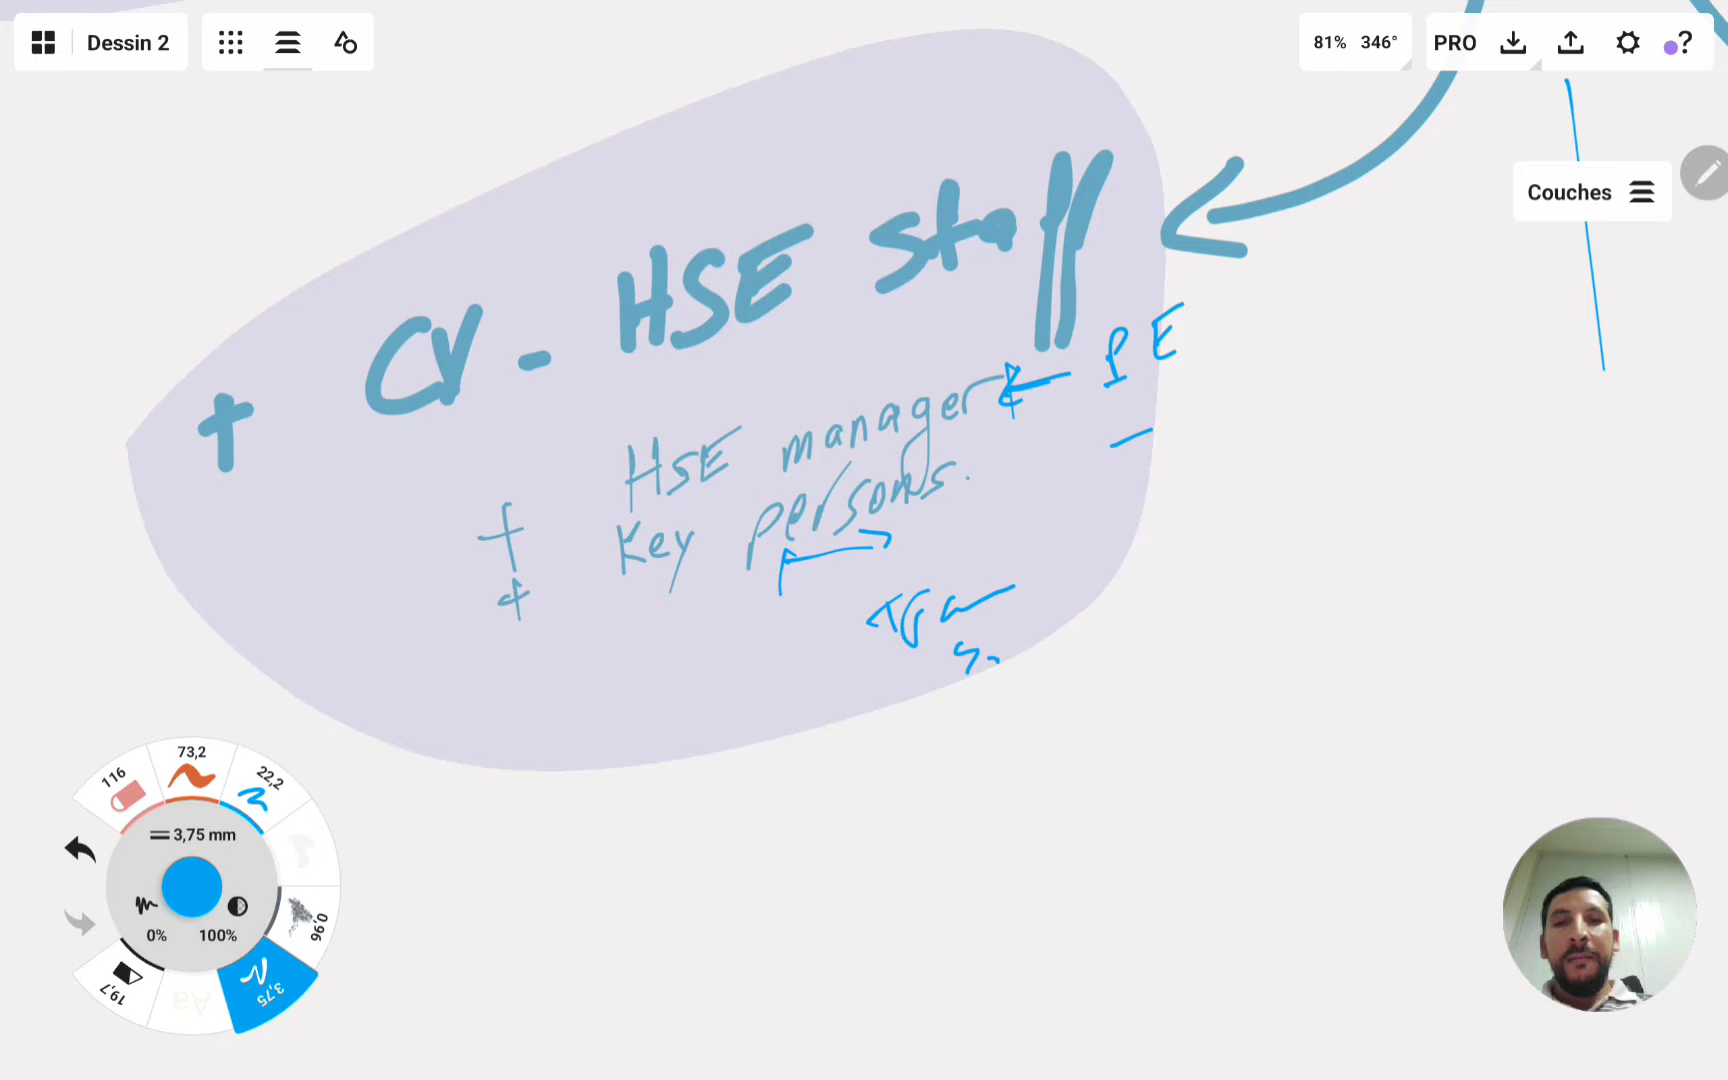 Dessin 2
81% 346° PRO ?
Couches
+ CV - HSE staff
PE
HSE manager
+ Key persons.
+
116
73,2
22,2
3,75 mm
0% 100%
0,96
3,75
Aa
19,7